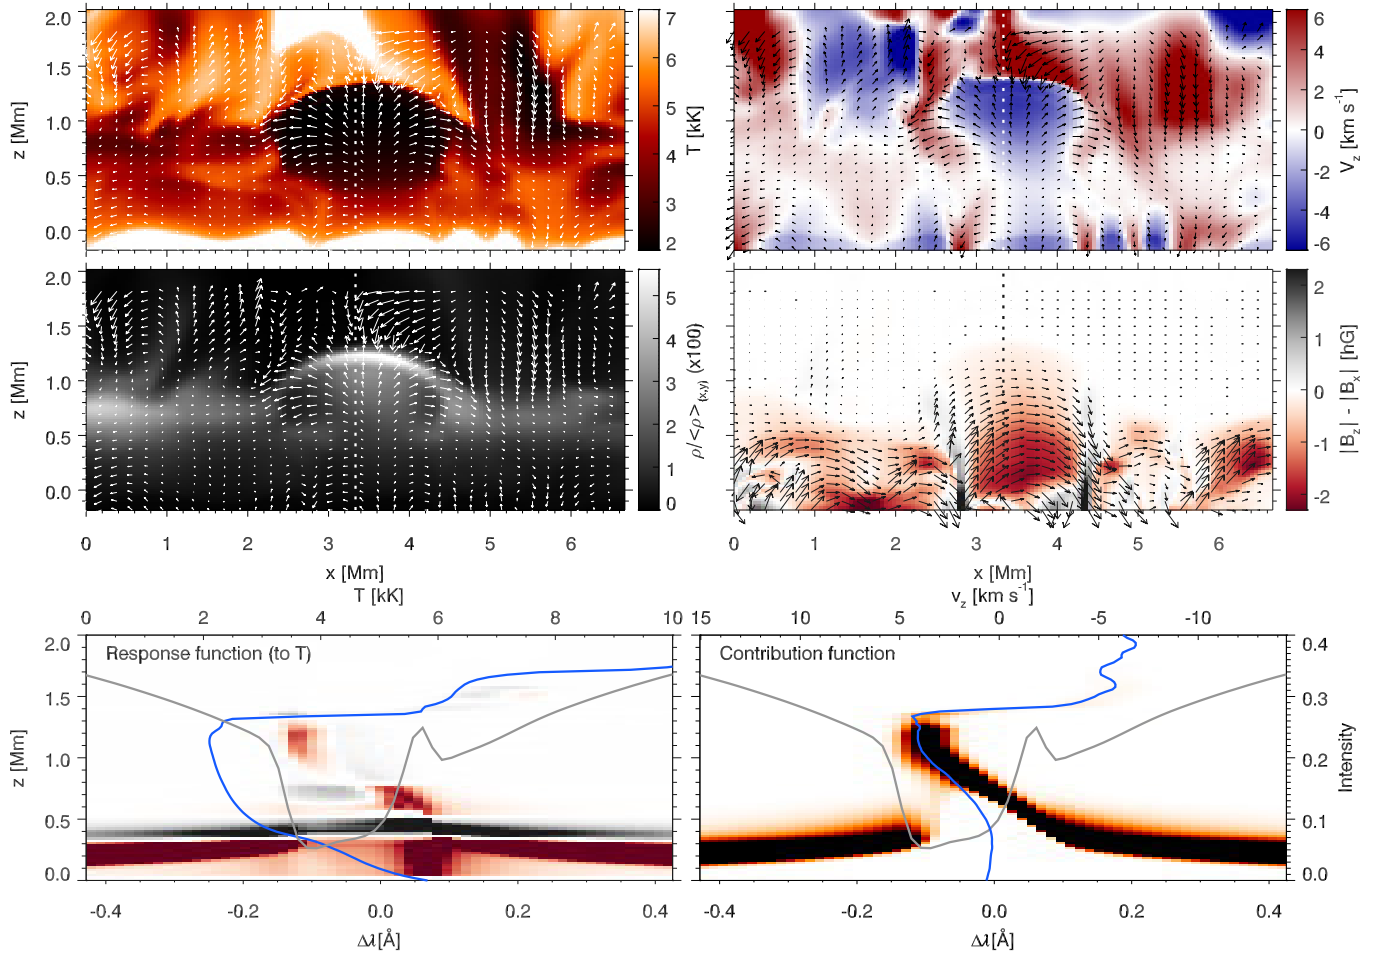 2.0
1.5
1.0
0.5
0.0
z [Mm]
7
6
5
4
3
2
T [kK]
6
4
2
0
-2
-4
-6
V_z [km s^-1]
2.0
1.5
1.0
0.5
0.0
z [Mm]
5
4
3
2
1
0
ρ/<ρ>_(x,y) (x100)
2
1
0
-1
-2
|B_z| - |B_x| [hG]
0 1 2 3 4 5 6
x [Mm]
0 1 2 3 4 5 6
x [Mm]
T [kK]
0 2 4 6 8 10
v_z [km s^-1]
15 10 5 0 -5 -10
Response function (to T)
2.0
1.5
1.0
0.5
0.0
z [Mm]
-0.4 -0.2 0.0 0.2 0.4
Δλ[Å]
Contribution function
0.4
0.3
0.2
0.1
0.0
Intensity
-0.4 -0.2 0.0 0.2 0.4
Δλ[Å]